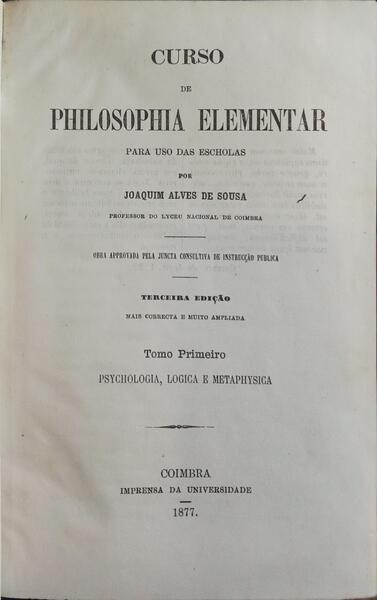 CURSO
DE
PHILOSOPHIA ELEMENTAR
PARA USO DAS ESCHOLAS
POR
JOAQUIM ALVES DE SOUSA
PROFESSOR DO LYCEU NACIONAL DE COIMBRA
OBRA APPROVADA PELA JUNCTA CONSULTIVA DE INSTRUCÇÃO PUBLICA
TERCEIRA EDIÇÃO
MAIS CORRECTA E MUITO AMPLIADA
Tomo Primeiro
PSYCHOLOGIA, LOGICA E METAPHYSICA
COIMBRA
IMPRENSA DA UNIVERSIDADE
1877.